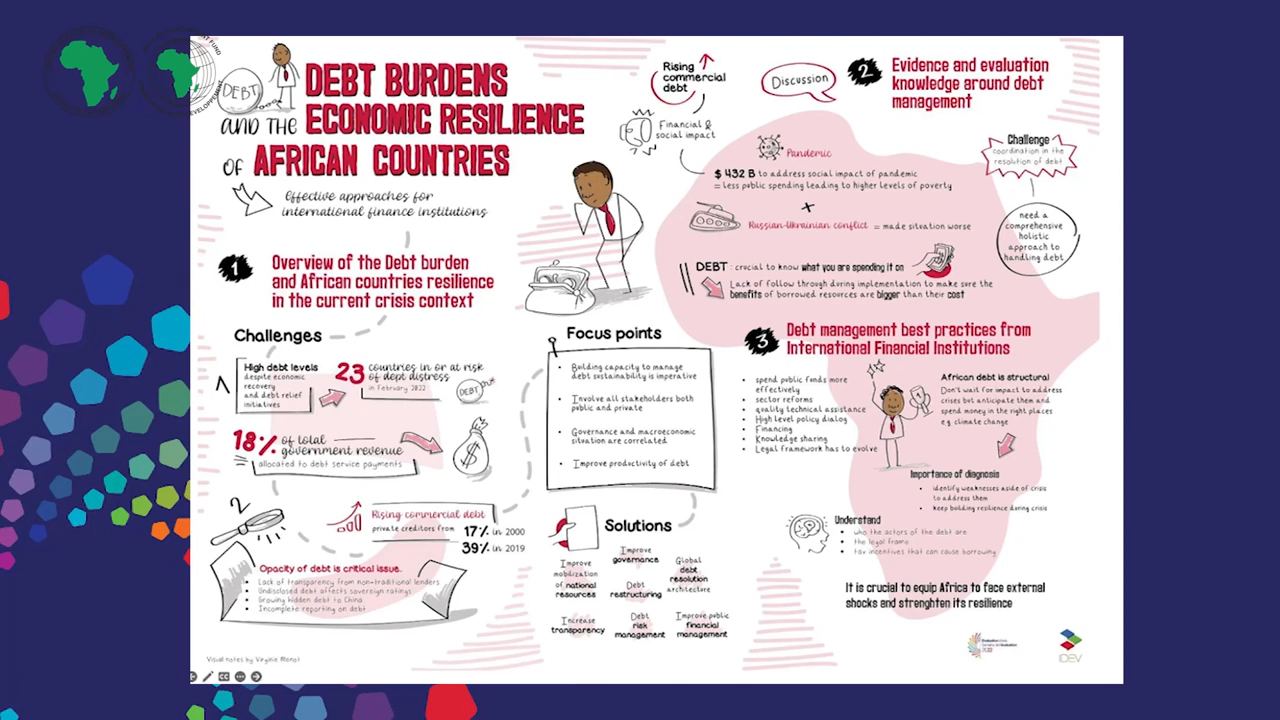 DEBT
DEBT BURDENS
AND THE ECONOMIC RESILIENCE
OF AFRICAN COUNTRIES
Effective approaches for
international finance institutions
1
Overview of the Debt burden
and African countries resilience
in the current crisis context
Challenges
High debt levels
despite economic
recovery
and debt relief
initiatives
23 countries in or at risk
of dept distress
in February 2022
DEBT
18% of total
government revenue
allocated to debt service payments
$
2
Rising commercial debt
private creditors from 17% in 2000
39% in 2019
Opacity of debt is critical issue.
• Lack of transparency from non-traditional lenders
• Undisclosed debt affects sovereign ratings
• Growing hidden debt to China
• Incomplete reporting on debt
Visual notes by Virginie
Focus points
• Building capacity to manage
debt sustainability is imperative
• Involve all stakeholders both
public and private
• Governance and macroeconomic
situation are correlated
• Improve productivity of debt
Solutions
Improve
mobilization
of national
resources
Improve
governance
Global
debt
resolution
architecture
Debt
restructuring
Increase
transparency
Debt
risk
management
Improve public
financial
management
Rising
commercial
debt
Financial &
social impact
Discussion
2
Evidence and evaluation
knowledge around debt
management
Pandemic
$ 432 B to address social impact of pandemic
= less public spending leading to higher levels of poverty
+
Russian-Ukrainian conflict = made situation worse
DEBT : crucial to know what you are spending it on
Lack of follow through during implementation to make sure the
benefits of borrowed resources are bigger than their cost
Challenge
coordination in the
resolution of debt
need a
comprehensive
holistic
approach to
handling debt
3
Debt management best practices from
International Financial Institutions
• spend public funds more
effectively
• sector reforms
• quality technical assistance
• High level policy dialog
• Financing
• Knowledge sharing
• Legal framework has to evolve
African debt is structural
Don't wait for impact to address
crises but anticipate them and
spend money in the right places
e.g climate change
Importance of diagnosis
• identify weaknesses aside of crisis
to address them
• keep bolding resilience during crisis
Understand
• who the actors of the debt are
• the legal frame
• tax incentives that can cause borrowing
It is crucial to equip Africa to face external
shocks and strenghten its resilience
IDEV